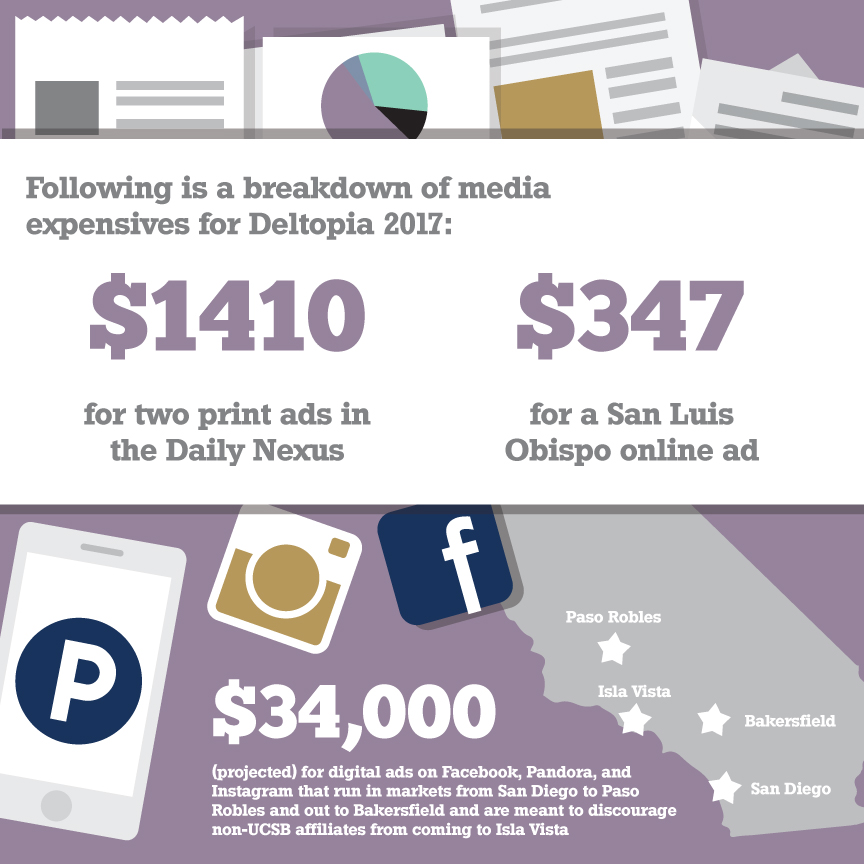 Following is a breakdown of media
expensives for Deltopia 2017:
$1410
for two print ads in
the Daily Nexus
$347
for a San Luis
Obispo online ad
P
f
$34,000
(projected) for digital ads on Facebook, Pandora, and
Instagram that run in markets from San Diego to Paso
Robles and out to Bakersfield and are meant to discourage
non-UCSB affiliates from coming to Isla Vista
Paso Robles
Isla Vista
Bakersfield
San Diego